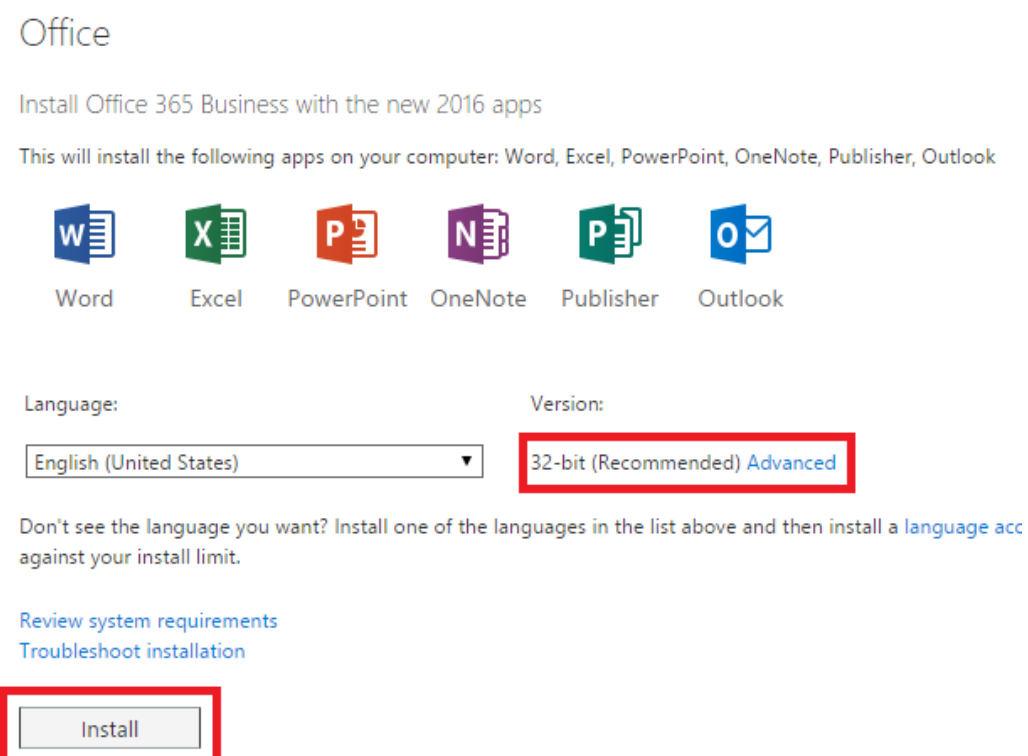 Office
Install Office 365 Business with the new 2016 apps
This will install the following apps on your computer: Word, Excel, PowerPoint, OneNote, Publisher, Outlook
W X P N P O
Word Excel PowerPoint OneNote Publisher Outlook
Language: Version:
English (United States) 32-bit (Recommended) Advanced
Don't see the language you want? Install one of the languages in the list above and then install a language
against your install limit.
Review system requirements
Troubleshoot installation
Install